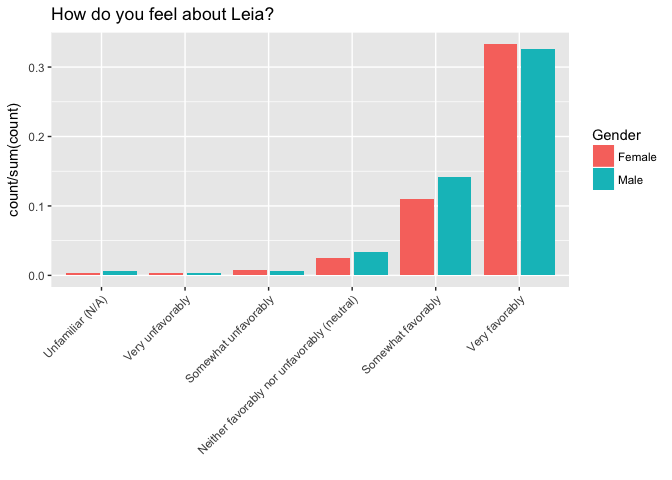 How do you feel about Leia?
count/sum(count)
0.3
0.2
0.1
0.0
Unfamiliar (N/A)
Very unfavorably
Somewhat unfavorably
Neither favorably nor unfavorably (neutral)
Somewhat favorably
Very favorably
Gender
Female
Male